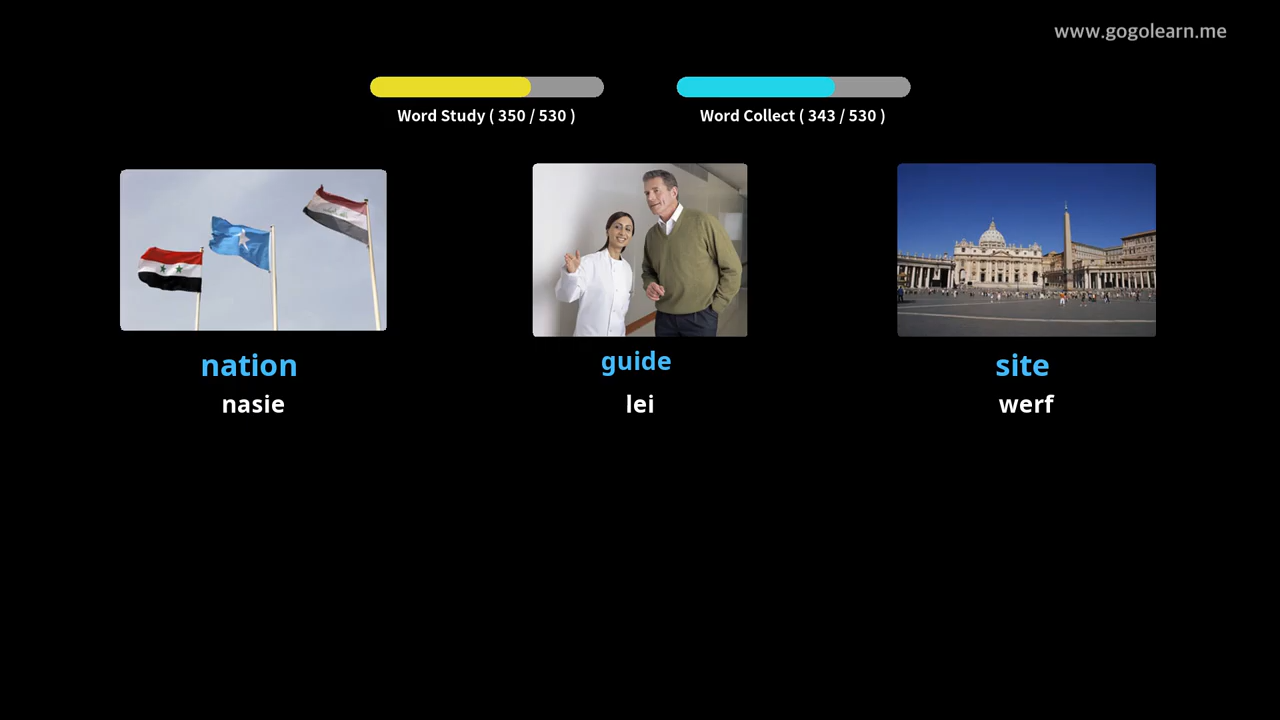 www.gogolearn.me
Word Study ( 350 / 530 )
Word Collect ( 343 / 530 )
nation
guide
site
nasie
lei
werf